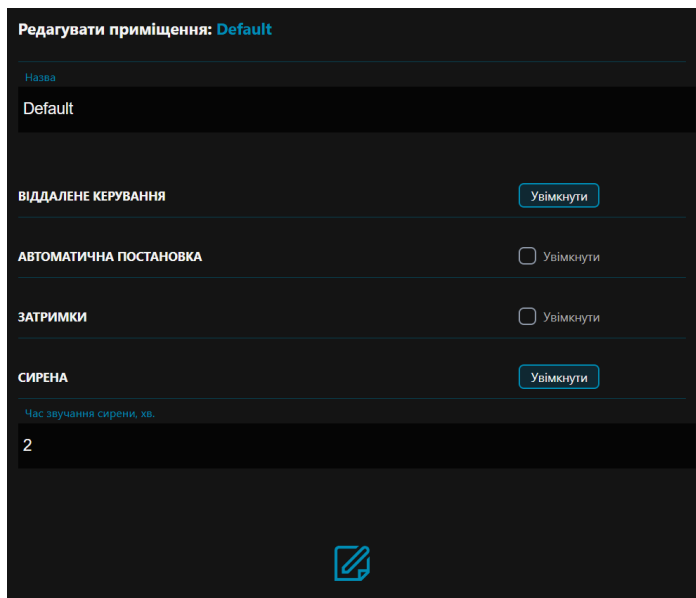 Редагувати приміщення: Default
Назва
Default
ВІДДАЛЕНЕ КЕРУВАННЯ Увімкнути
АВТОМАТИЧНА ПОСТАНОВКА Увімкнути
ЗАТРИМКИ Увімкнути
СИРЕНА Увімкнути
Час звучання сирени, хв.
2